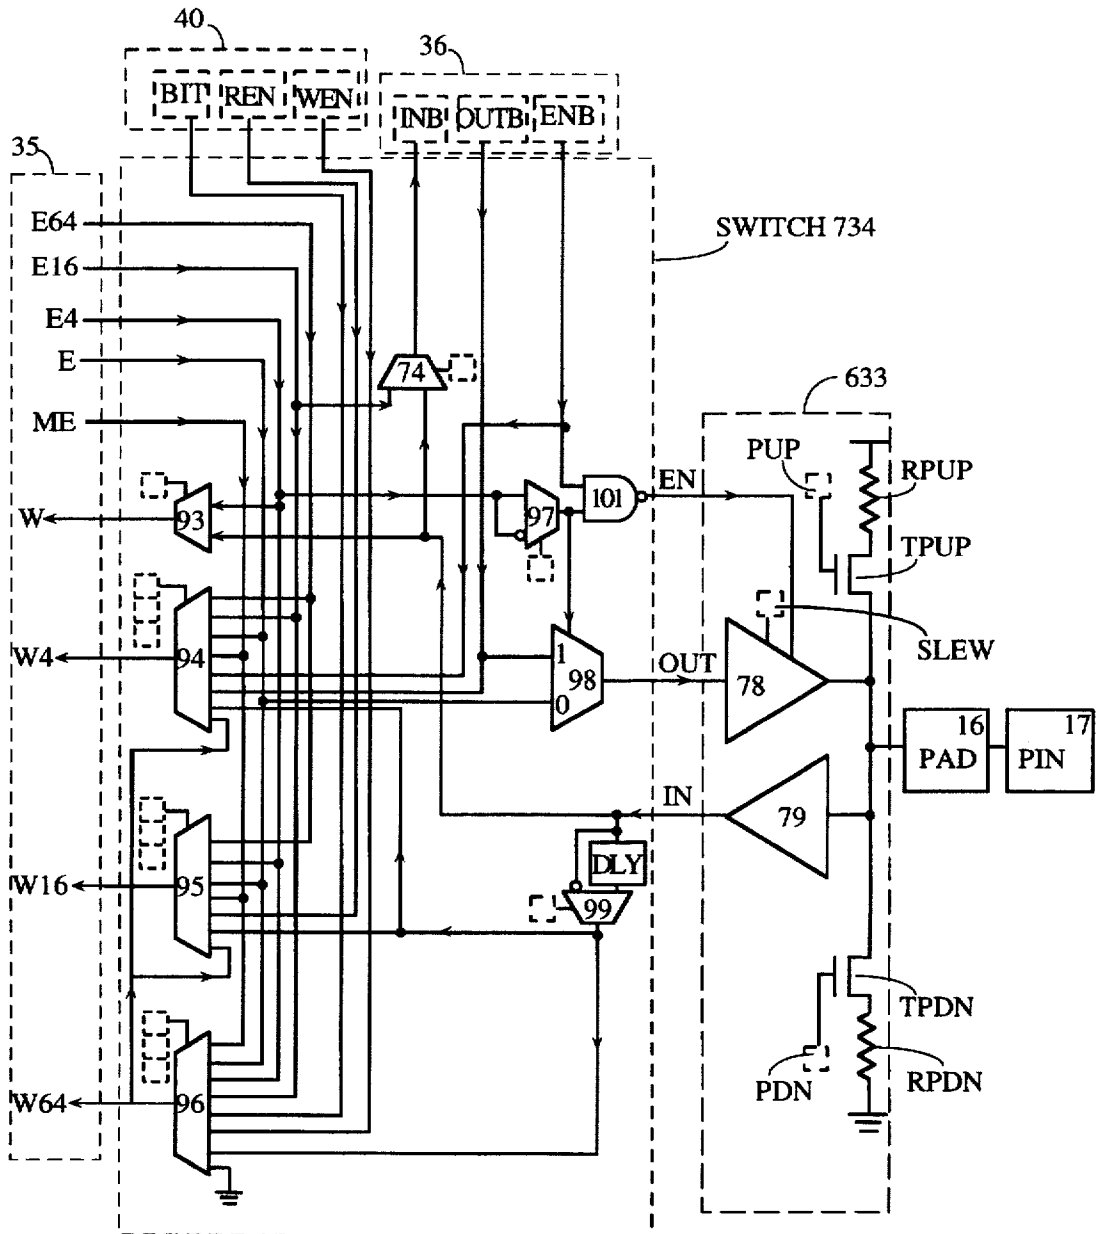 40
36
BIT REN WEN
INB OUTB ENB
35
E64
SWITCH 734
E16
E4
E
74
633
ME
PUP
RPUP
EN
101
W
93
97
TPUP
SLEW
W4
94
1
98
0
OUT
78
16
PAD
17
PIN
IN
79
DLY
W16
95
99
TPDN
PDN
RPDN
W64
96